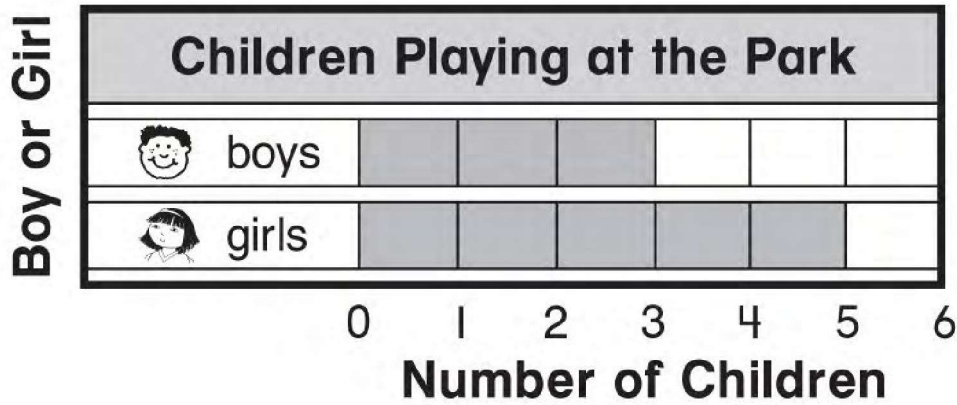 Boy or Girl
Children Playing at the Park
boys
girls
0 1 2 3 4 5 6
Number of Children